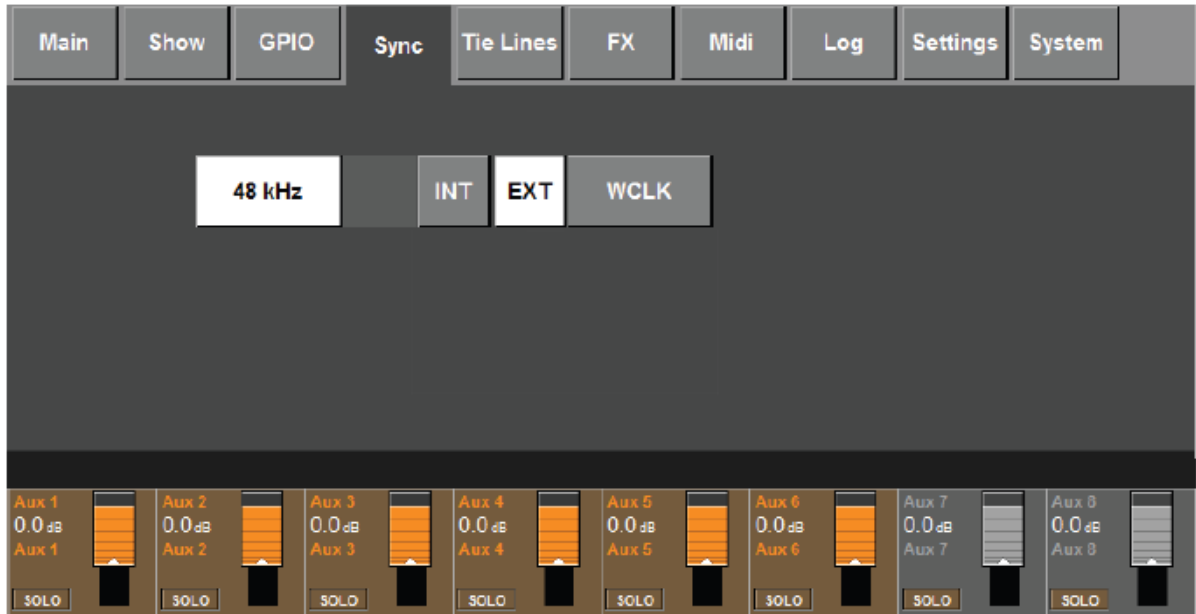 Main Show GPIO Sync Tie Lines FX Midi Log Settings System
48 kHz INT EXT WCLK
Aux 1 Aux 2 Aux 3 Aux 4 Aux 5 Aux 6 Aux 7 Aux 8
0.0 dB 0.0 dB 0.0 dB 0.0 dB 0.0 dB 0.0 dB 0.0 dB 0.0 dB
Aux 1 Aux 2 Aux 3 Aux 4 Aux 5 Aux 6 Aux 7 Aux 8
SOLO SOLO SOLO SOLO SOLO SOLO SOLO SOLO